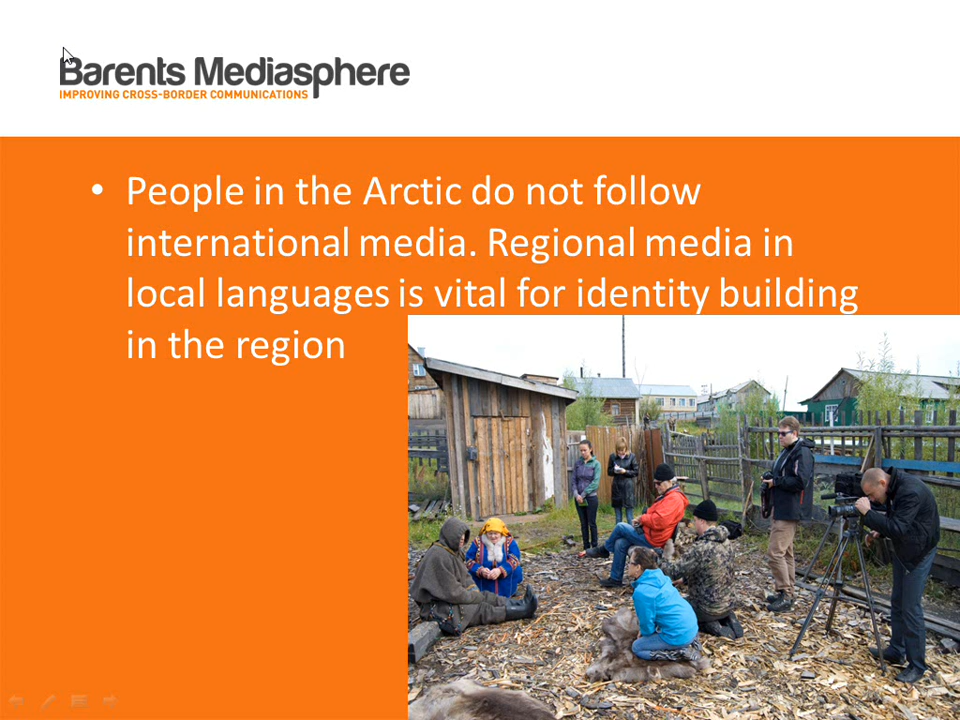 Barents Mediasphere
IMPROVING CROSS-BORDER COMMUNICATIONS
• People in the Arctic do not follow
international media. Regional media in
local languages is vital for identity building
in the region